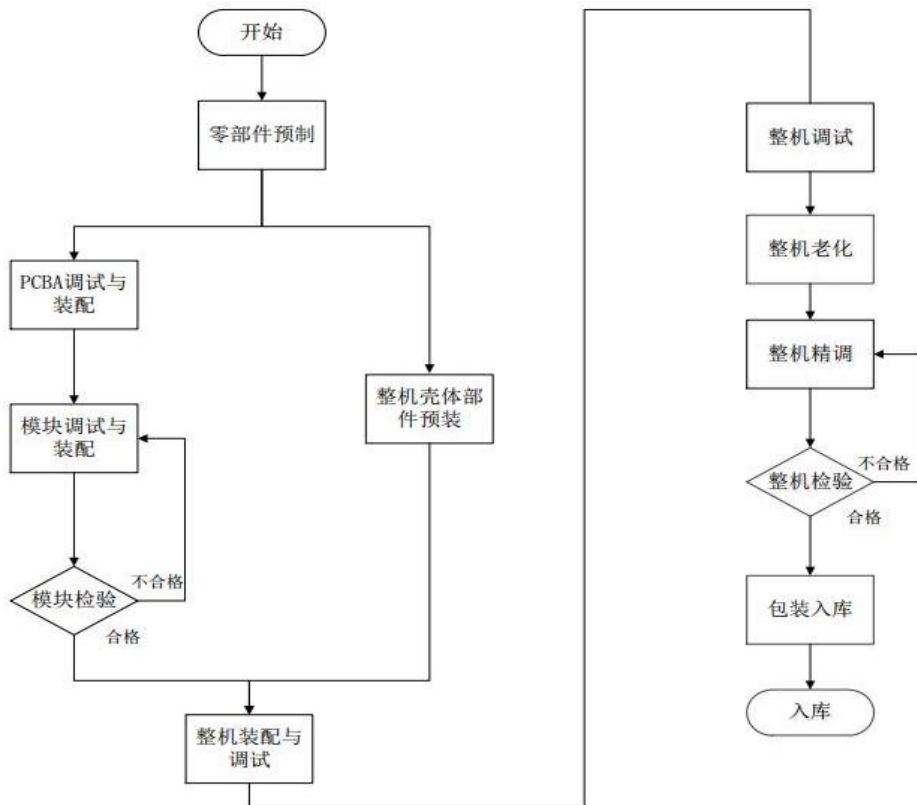 开始
零部件预制
PCBA调试与
装配
模块调试与
装配
模块检验
不合格
合格
整机壳体部
件预装
整机装配与
调试
整机调试
整机老化
整机精调
整机检验
不合格
合格
包装入库
入库